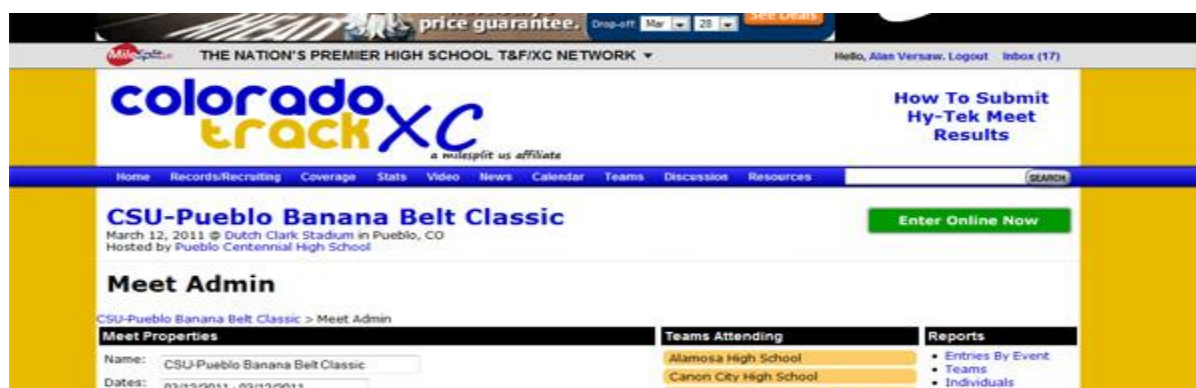 price guarantee. Drop-off: Mar 28 See Deals
MileSplit THE NATION'S PREMIER HIGH SCHOOL T&F/XC NETWORK Hello, Alan Versaw. Logout Inbox (17)
colorado
track XC
a milesplit us affiliate
How To Submit
Hy-Tek Meet
Results
Home Records/Recruiting Coverage Stats Video News Calendar Teams Discussion Resources SEARCH
CSU-Pueblo Banana Belt Classic
Enter Online Now
March 12, 2011 @ Dutch Clark Stadium in Pueblo, CO
Hosted by Pueblo Centennial High School
Meet Admin
CSU-Pueblo Banana Belt Classic > Meet Admin
Meet Properties Teams Attending Reports
Name: CSU-Pueblo Banana Belt Classic Alamosa High School • Entries By Event
Canon City High School • Teams
Dates: 03/12/2011 - 03/12/2011 • Individuals